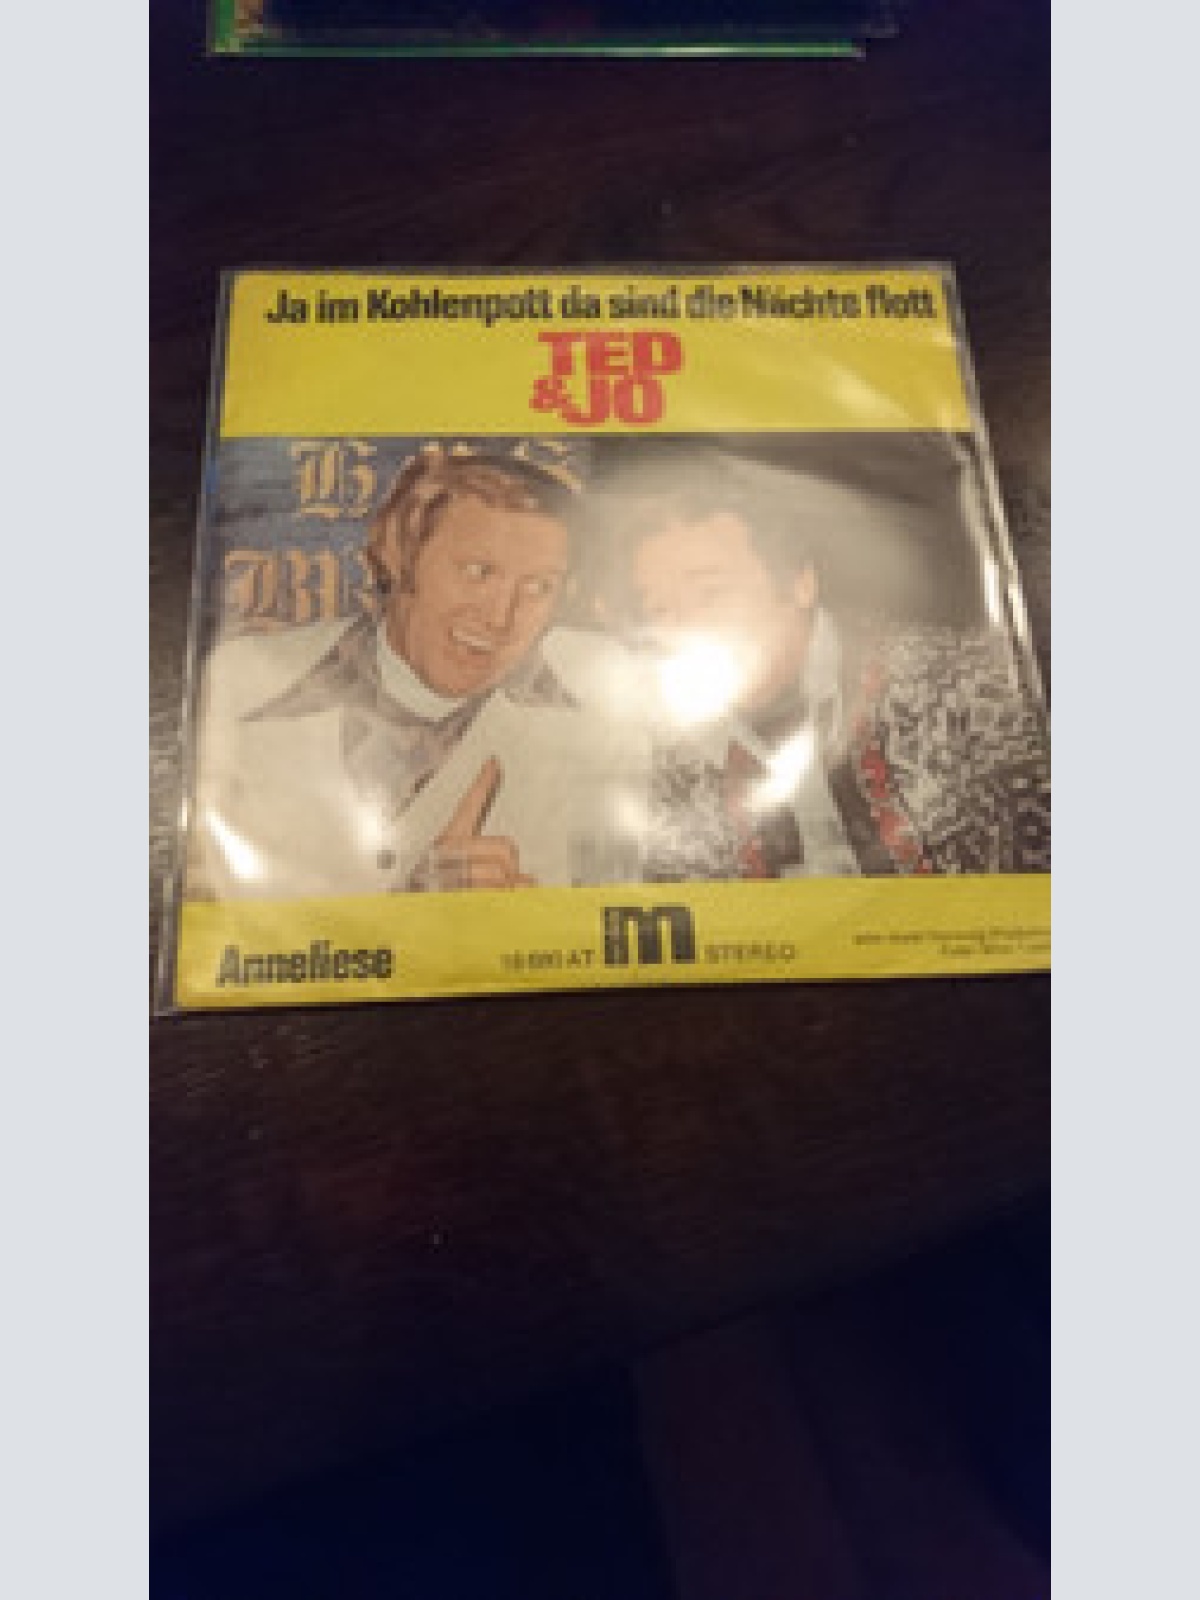 Ja im Kohlenpott da sind die Nächte flott
TED
&JO
Anneliese
AT
m
STEREO